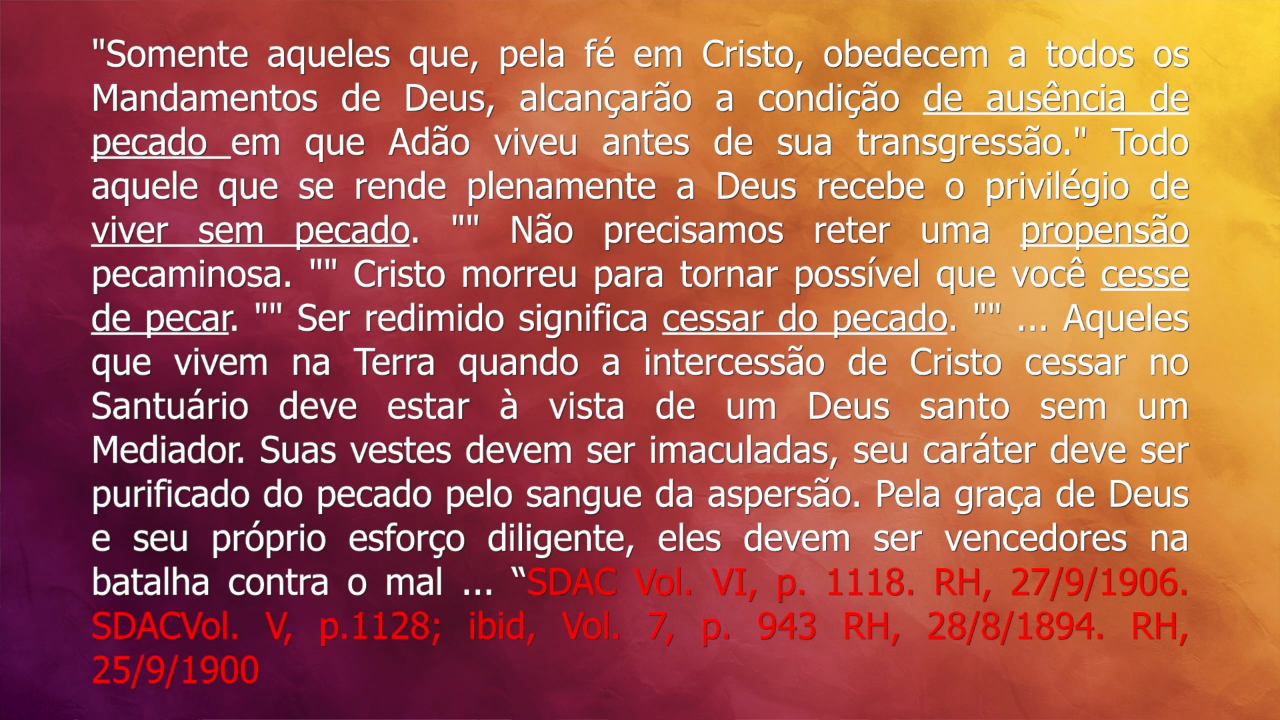 "Somente aqueles que, pela fé em Cristo, obedecem a todos os
Mandamentos de Deus, alcançarão a condição de ausência de
pecado em que Adão viveu antes de sua transgressão." Todo
aquele que se rende plenamente a Deus recebe o privilégio de
viver sem pecado. "" Não precisamos reter uma propensão
pecaminosa. "" Cristo morreu para tornar possível que você cesse
de pecar. "" Ser redimido significa cessar do pecado. "" ... Aqueles
que vivem na Terra quando a intercessão de Cristo cessar no
Santuário deve estar à vista de um Deus santo sem um
Mediador. Suas vestes devem ser imaculadas, seu caráter deve ser
purificado do pecado pelo sangue da aspersão. Pela graça de Deus
e seu próprio esforço diligente, eles devem ser vencedores na
batalha contra o mal ... “SDAC Vol. VI, p. 1118. RH, 27/9/1906.
SDACVol. V, p.1128; ibid, Vol. 7, p. 943 RH, 28/8/1894. RH,
25/9/1900